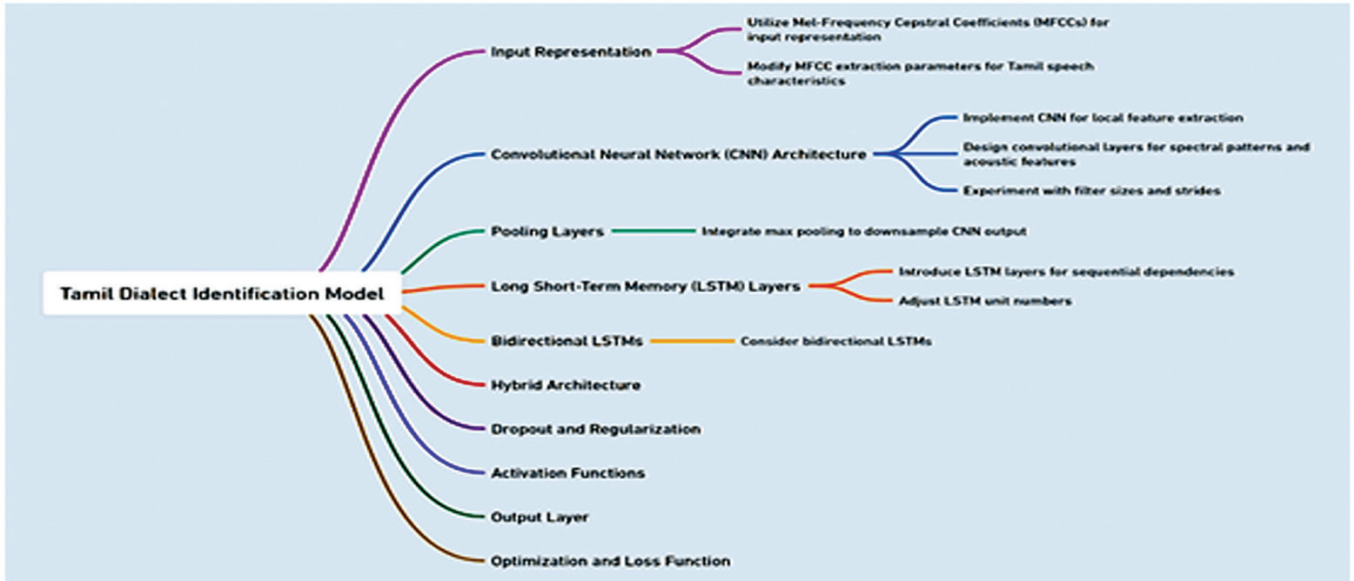 Tamil Dialect Identification Model
Input Representation
Utilize Mel-Frequency Cepstral Coefficients (MFCCs) for
input representation
Modify MFCC extraction parameters for Tamil speech
characteristics
Convolutional Neural Network (CNN) Architecture
Implement CNN for local feature extraction
Design convolutional layers for spectral patterns and
acoustic features
Experiment with filter sizes and strides
Pooling Layers
Integrate max pooling to downsample CNN output
Long Short-Term Memory (LSTM) Layers
Introduce LSTM layers for sequential dependencies
Adjust LSTM unit numbers
Bidirectional LSTMs
Consider bidirectional LSTMs
Hybrid Architecture
Dropout and Regularization
Activation Functions
Output Layer
Optimization and Loss Function